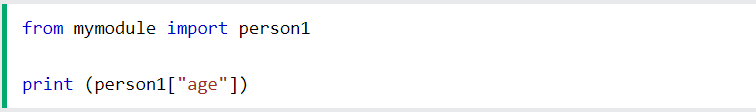 from mymodule import person1
print (person1["age"])